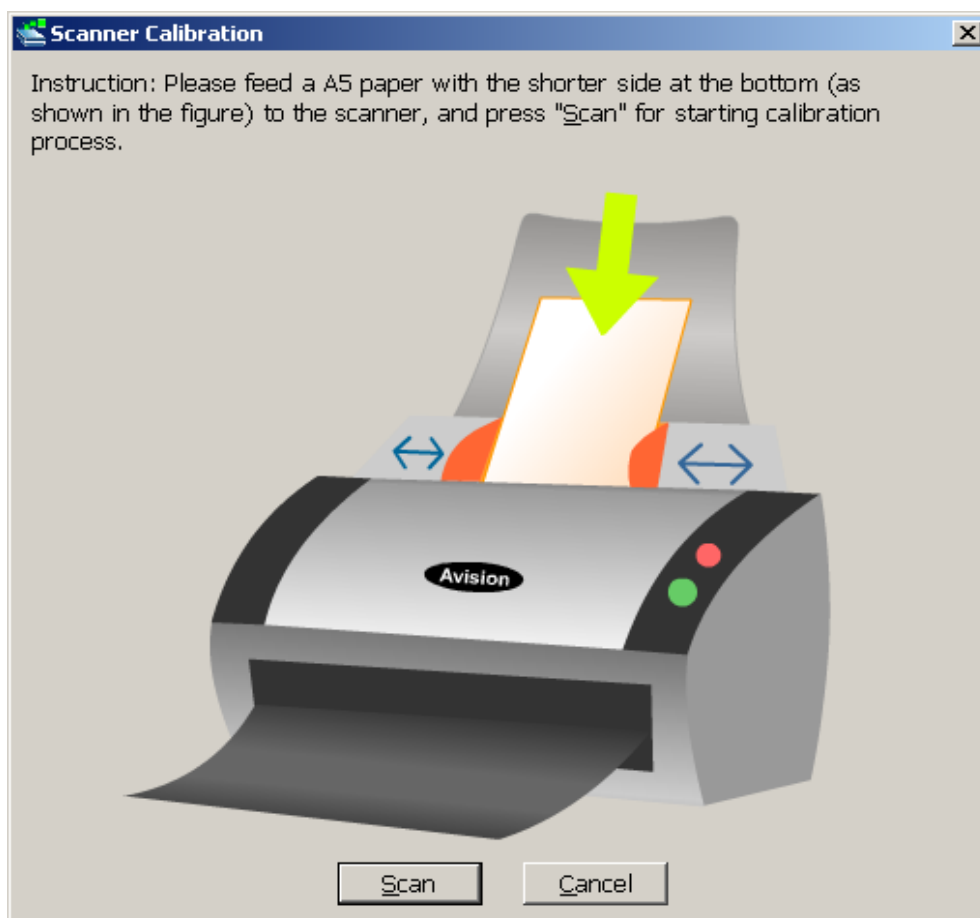 Scanner Calibration
Instruction: Please feed a A5 paper with the shorter side at the bottom (as
shown in the figure) to the scanner, and press "Scan" for starting calibration
process.
Avision
Scan Cancel